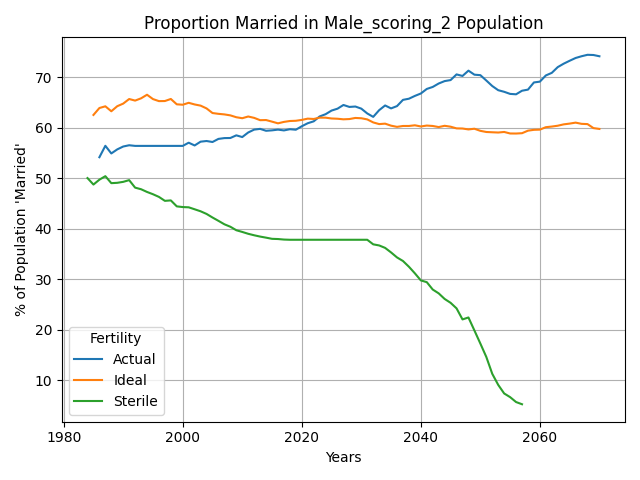 Proportion Married in Male_scoring_2 Population
% of Population 'Married'
70
60
50
40
30
20
10
Fertility
Actual
Ideal
Sterile
1980 2000 2020 2040 2060
Years